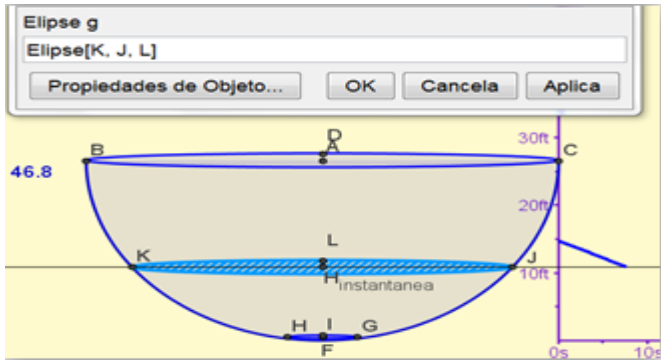 Elipse g
Elipse[K, J, L]
Propiedades de Objeto... OK Cancela Aplica
D
30ft
B A C
46.8
20ft
L
K J
10ft
H instantanea
H I G
F
0s 10s